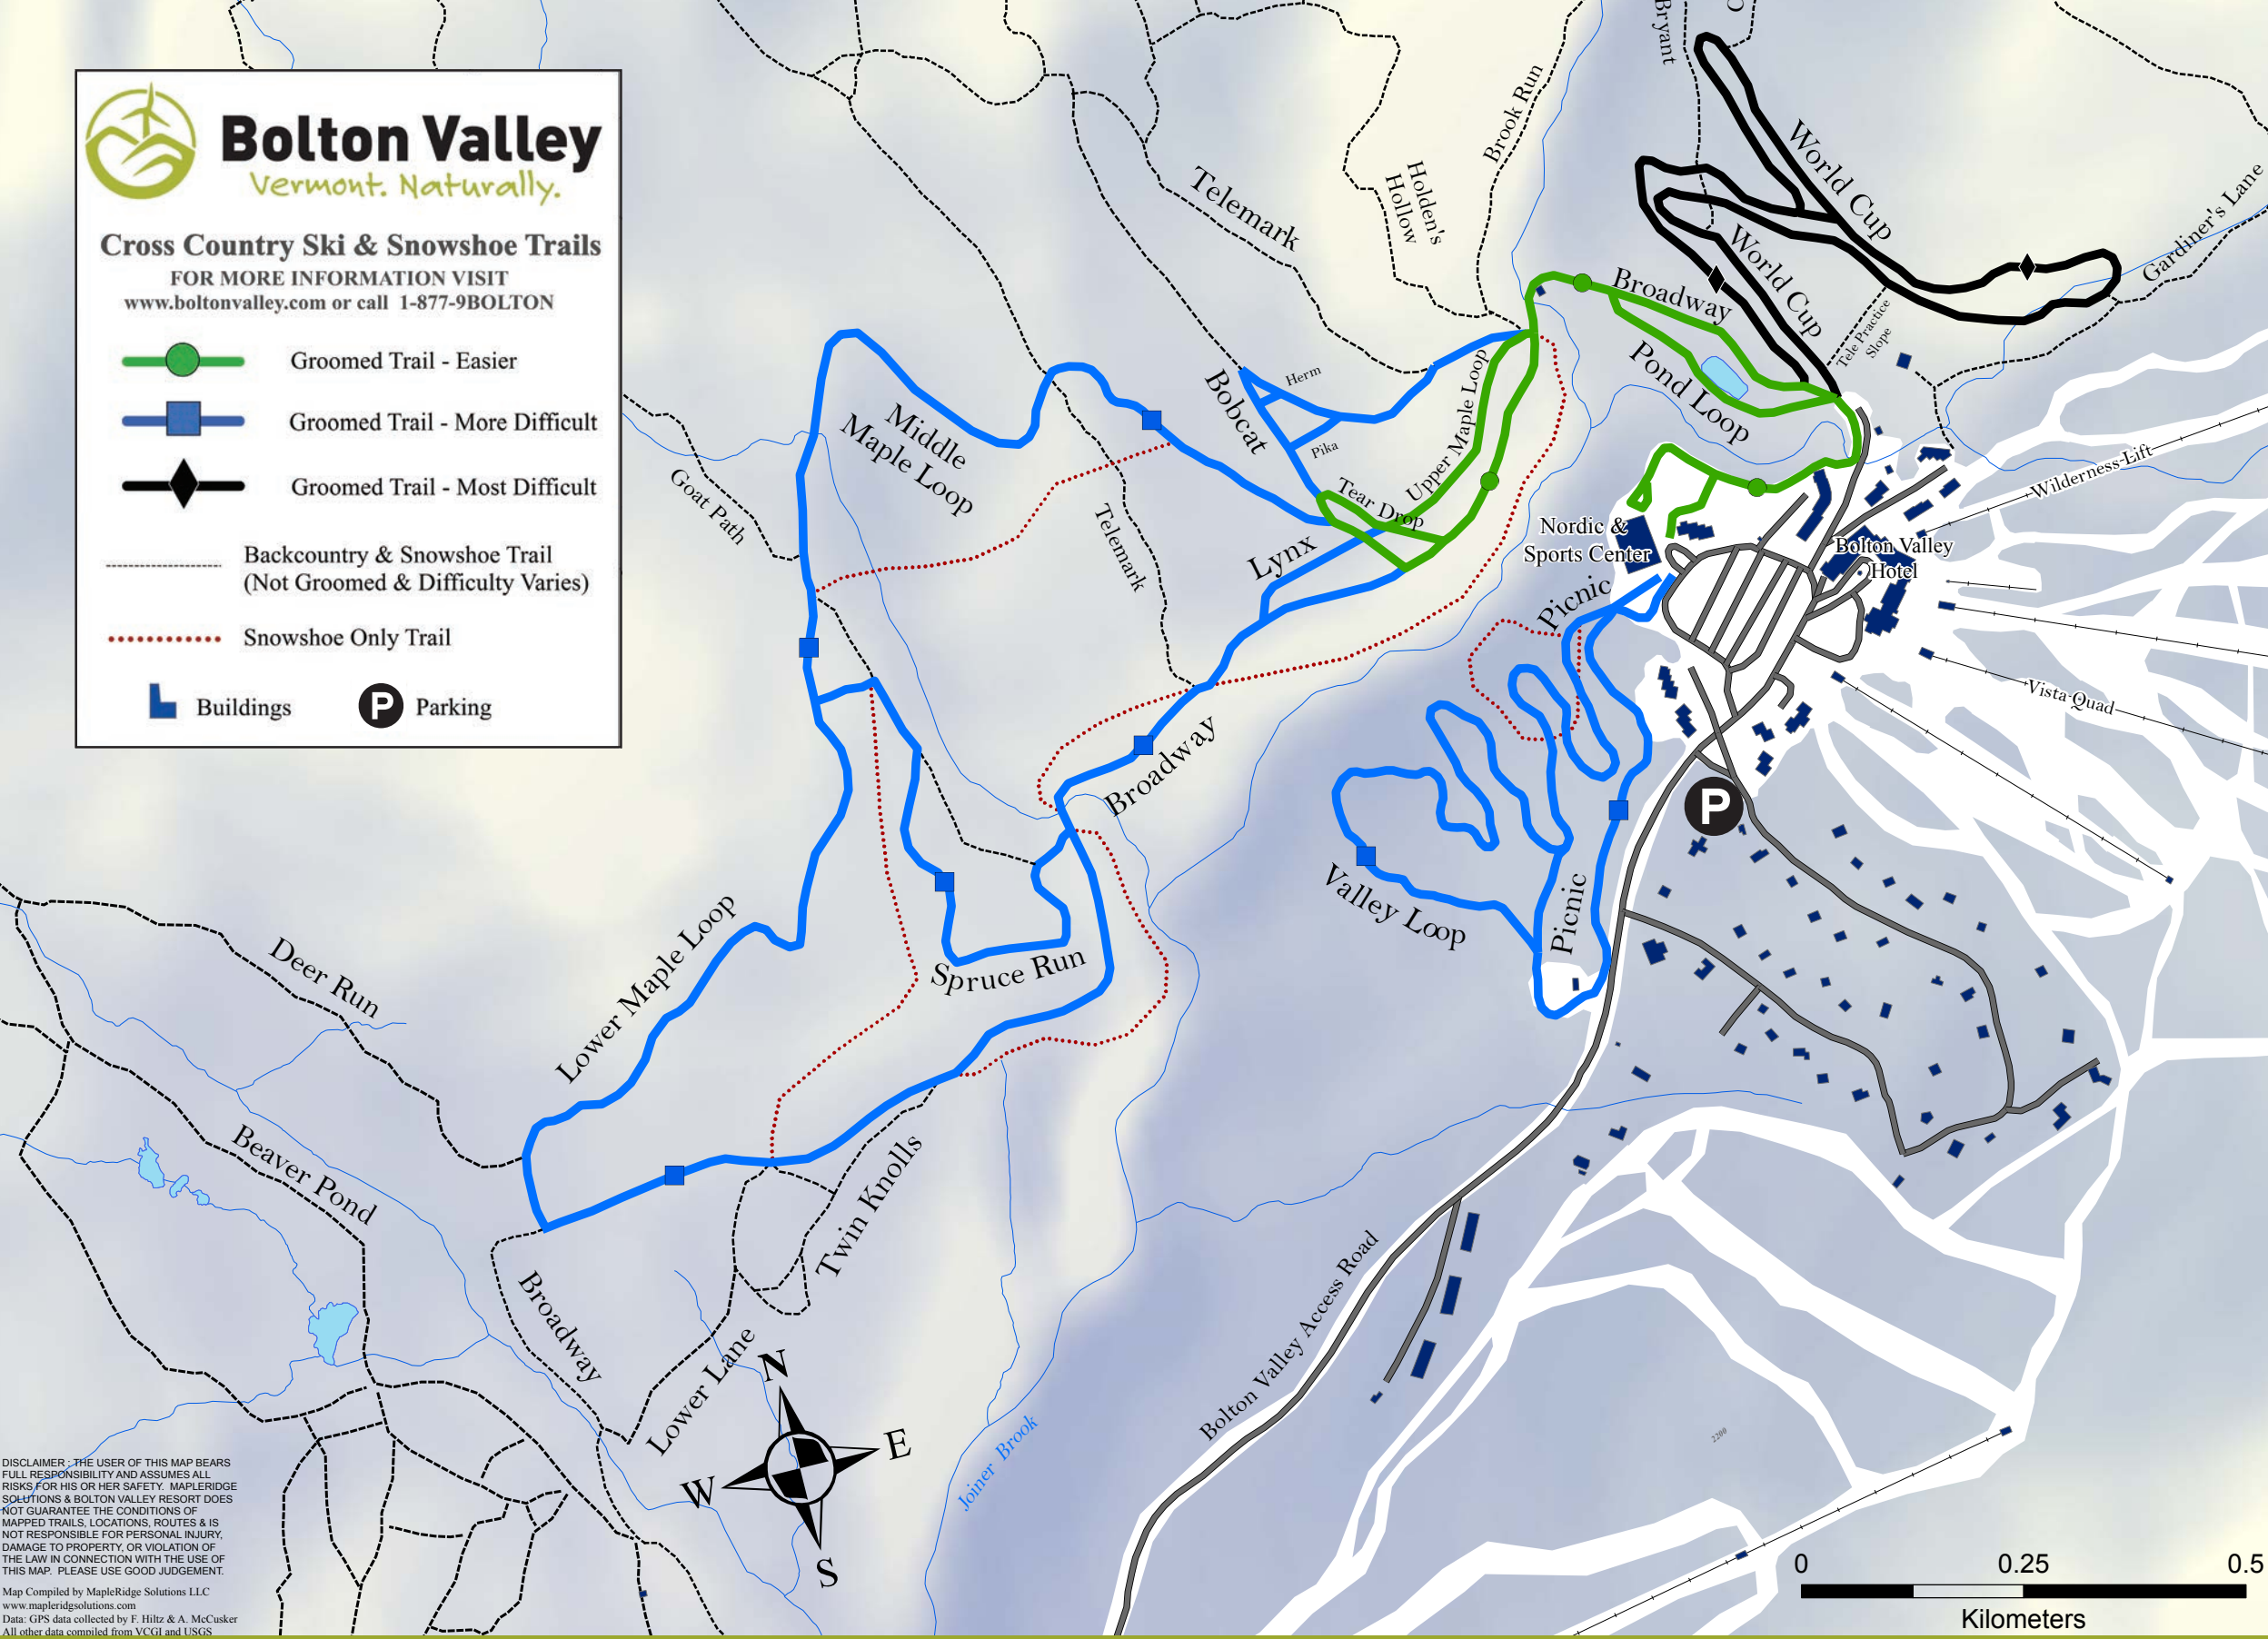 Bolton Valley
Vermont. Naturally.
Cross Country Ski & Snowshoe Trails
FOR MORE INFORMATION VISIT
www.boltonvalley.com or call 1-877-9BOLTON
Groomed Trail - Easier
Groomed Trail - More Difficult
Groomed Trail - Most Difficult
Backcountry & Snowshoe Trail
(Not Groomed & Difficulty Varies)
Snowshoe Only Trail
Buildings
P
Parking
Bryant
World Cup
World Cup
Gardiner's Lane
Tele Practice
Slope
Brook Run
Holden's
Hollow
Telemark
Broadway
Pond Loop
Herm
Bobcat
Pika
Upper Maple Loop
Tear Drop
Middle
Maple Loop
Goat Path
Telemark
Lynx
Nordic &
Sports Center
Picnic
Bolton Valley
Hotel
Wilderness Lift
Vista Quad
Broadway
P
Valley Loop
Picnic
Lower Maple Loop
Spruce Run
Deer Run
Beaver Pond
Twin Knolls
Broadway
Lower Lane
Bolton Valley Access Road
Joiner Brook
2200
N
E
W
S
DISCLAIMER : THE USER OF THIS MAP BEARS
FULL RESPONSIBILITY AND ASSUMES ALL
RISKS FOR HIS OR HER SAFETY. MAPLERIDGE
SOLUTIONS & BOLTON VALLEY RESORT DOES
NOT GUARANTEE THE CONDITIONS OF
MAPPED TRAILS, LOCATIONS, ROUTES & IS
NOT RESPONSIBLE FOR PERSONAL INJURY,
DAMAGE TO PROPERTY, OR VIOLATION OF
THE LAW IN CONNECTION WITH THE USE OF
THIS MAP. PLEASE USE GOOD JUDGEMENT.
Map Compiled by MapleRidge Solutions LLC
www.mapleridgsolutions.com
Data: GPS data collected by F. Hiltz & A. McCusker
All other data compiled from VCGI and USGS
0 0.25 0.5
Kilometers